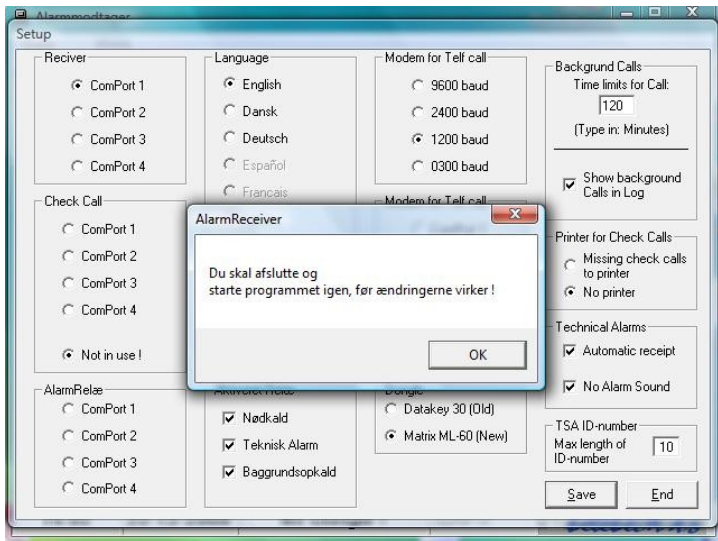 Alarmmodtager
Setup
Reciver
ComPort 1
ComPort 2
ComPort 3
ComPort 4
Language
English
Dansk
Deutsch
Español
Francais
Modem for Telf call
9600 baud
2400 baud
1200 baud
0300 baud
Backgrund Calls
Time limits for Call:
120
(Type in: Minutes)
Show background
Calls in Log
Check Call
ComPort 1
ComPort 2
ComPort 3
ComPort 4
Not in use !
Modem for Telf call
AlarmReceiver
Du skal afslutte og
starte programmet igen, før ændringerne virker !
OK
Printer for Check Calls
Missing check calls
to printer
No printer
Technical Alarms
Automatic receipt
No Alarm Sound
AlarmRelæ
ComPort 1
ComPort 2
ComPort 3
ComPort 4
Aktiveret Relæ
Nødkald
Teknisk Alarm
Baggrundsopkald
Dongle
Datakey 30 (Old)
Matrix ML-60 (New)
TSA ID-number
Max length of
ID-number
10
Save
End